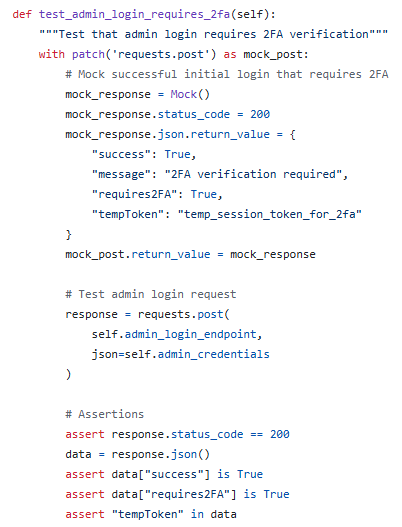 def test_admin_login_requires_2fa(self):
    """Test that admin login requires 2FA verification"""
    with patch('requests.post') as mock_post:
        # Mock successful initial login that requires 2FA
        mock_response = Mock()
        mock_response.status_code = 200
        mock_response.json.return_value = {
            "success": True,
            "message": "2FA verification required",
            "requires2FA": True,
            "tempToken": "temp_session_token_for_2fa"
        }
        mock_post.return_value = mock_response

        # Test admin login request
        response = requests.post(
            self.admin_login_endpoint,
            json=self.admin_credentials
        )

        # Assertions
        assert response.status_code == 200
        data = response.json()
        assert data["success"] is True
        assert data["requires2FA"] is True
        assert "tempToken" in data